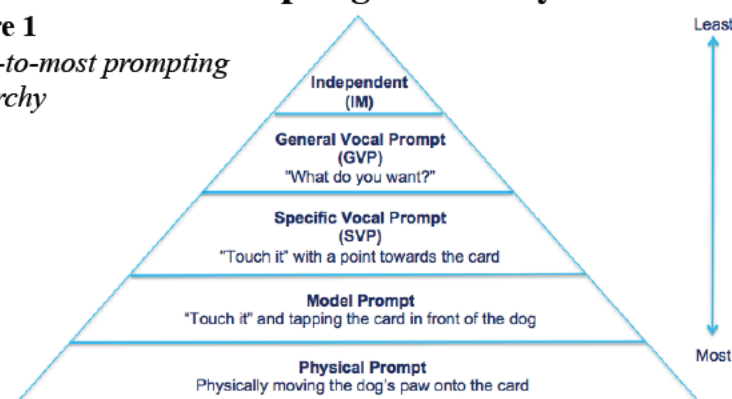 re 1
-to-most prompting
rchy
Least
Independent
(IM)
General Vocal Prompt
(GVP)
"What do you want?"
Specific Vocal Prompt
(SVP)
"Touch it" with a point towards the card
Model Prompt
"Touch it" and tapping the card in front of the dog
Most
Physical Prompt
Physically moving the dog's paw onto the card